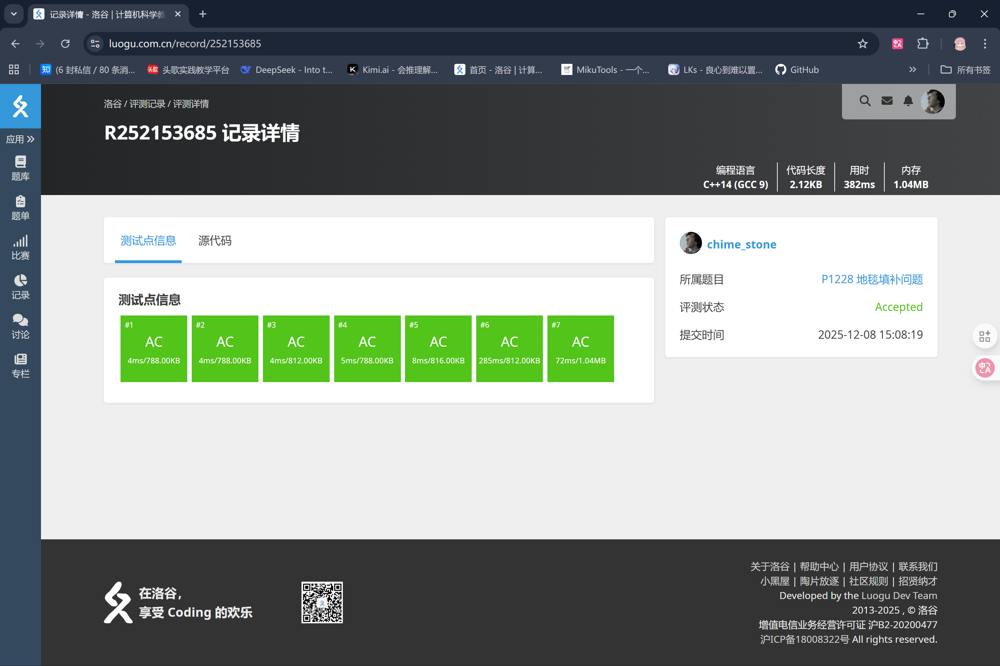 记录详情 - 洛谷 | 计算机科学教
luogu.com.cn/record/252153685
(6 封私信 / 80 条消...
头歌实践教学平台
DeepSeek - Into t...
Kimi.ai - 会推理解...
首页 - 洛谷 | 计算...
MikuTools - 一个...
LKs - 良心到难以置...
GitHub
所有书签
洛谷 / 评测记录 / 评测详情
R252153685 记录详情
编程语言
C++14 (GCC 9)
代码长度
2.12KB
用时
382ms
内存
1.04MB
应用
题库
题单
比赛
记录
讨论
专栏
测试点信息
源代码
测试点信息
#1
AC
4ms/788.00KB
#2
AC
4ms/788.00KB
#3
AC
4ms/812.00KB
#4
AC
5ms/788.00KB
#5
AC
8ms/816.00KB
#6
AC
285ms/812.00KB
#7
AC
72ms/1.04MB
chime_stone
所属题目
P1228 地毯填补问题
评测状态
Accepted
提交时间
2025-12-08 15:08:19
在洛谷，
享受 Coding 的欢乐
关于洛谷 | 帮助中心 | 用户协议 | 联系我们
小黑屋 | 陶片放逐 | 社区规则 | 招贤纳才
Developed by the Luogu Dev Team
2013-2025 , © 洛谷
增值电信业务经营许可证 沪B2-20200477
沪ICP备18008322号 All rights reserved.